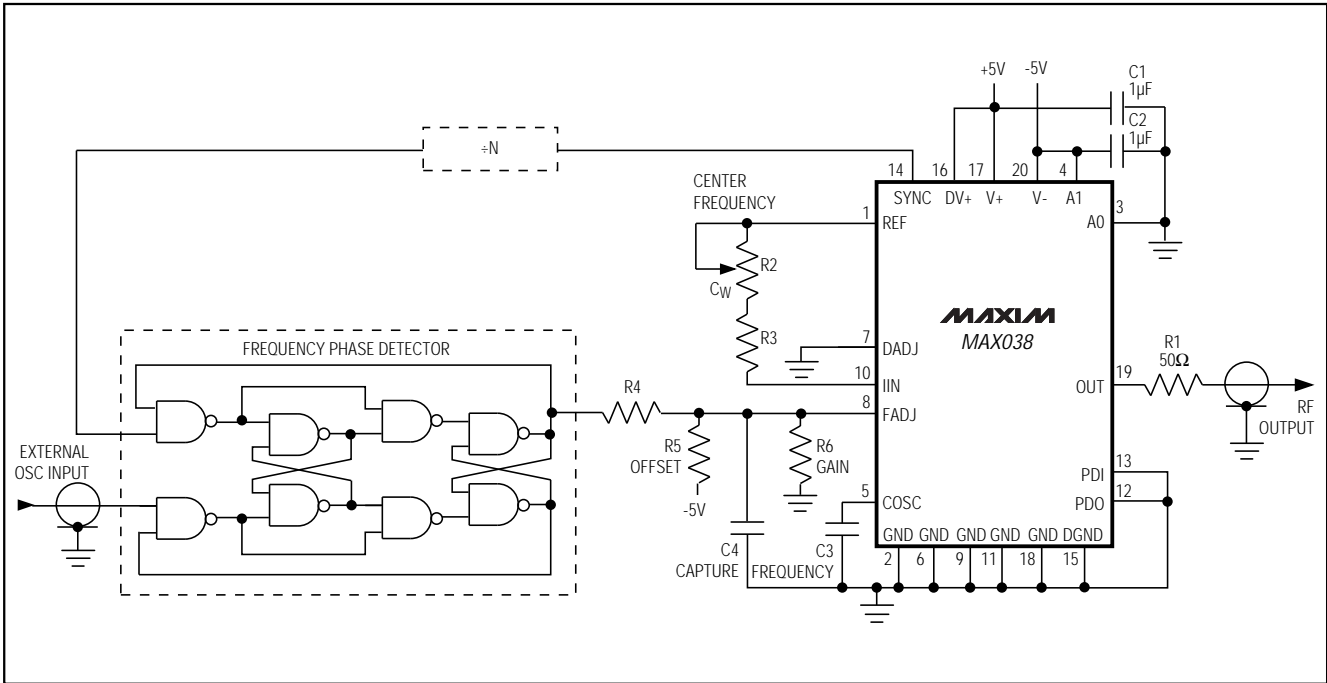 +5V
-5V
C1
1µF
C2
1µF
÷N
14
16
17
20
4
SYNC
DV+
V+
V-
A1
CENTER
FREQUENCY
1
REF
3
A0
R2
CW
R3
MAXIM
MAX038
7
DADJ
10
IIN
8
FADJ
R1
50Ω
19
OUT
RF
OUTPUT
FREQUENCY PHASE DETECTOR
R4
R5
OFFSET
-5V
R6
GAIN
EXTERNAL
OSC INPUT
13
PDI
12
PDO
5
COSC
C4
CAPTURE
C3
FREQUENCY
GND
GND
GND
GND
GND
DGND
2
6
9
11
18
15